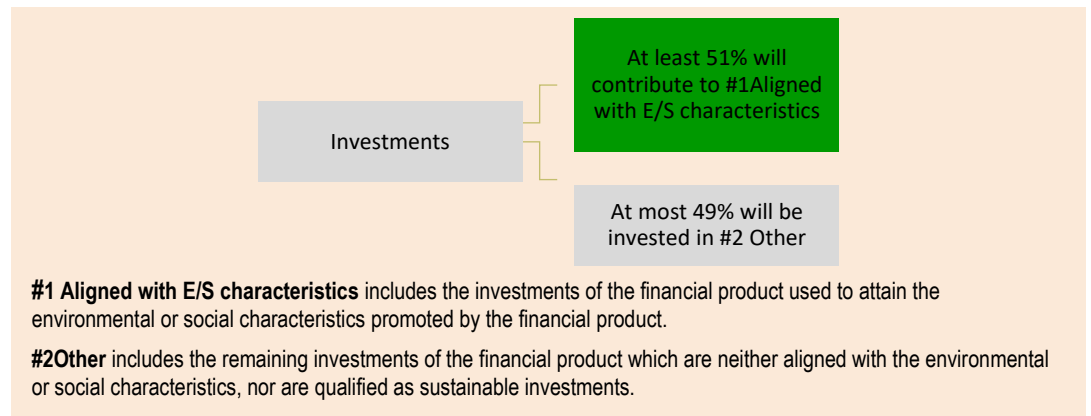 At least 51% will
contribute to #1Aligned
with E/S characteristics
Investments
At most 49% will be
invested in #2 Other
#1 Aligned with E/S characteristics includes the investments of the financial product used to attain the
environmental or social characteristics promoted by the financial product.
#2Other includes the remaining investments of the financial product which are neither aligned with the environmental
or social characteristics, nor are qualified as sustainable investments.